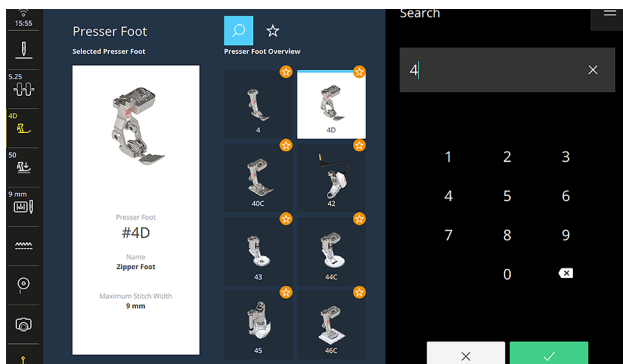 15:55
5.25
4D
50
9 mm
Presser Foot
Selected Presser Foot
Presser Foot
#4D
Name
Zipper Foot
Maximum Stitch Width
9 mm
Presser Foot Overview
4
4D
40C
42
43
44C
45
46C
Search
4
1 2 3
4 5 6
7 8 9
0